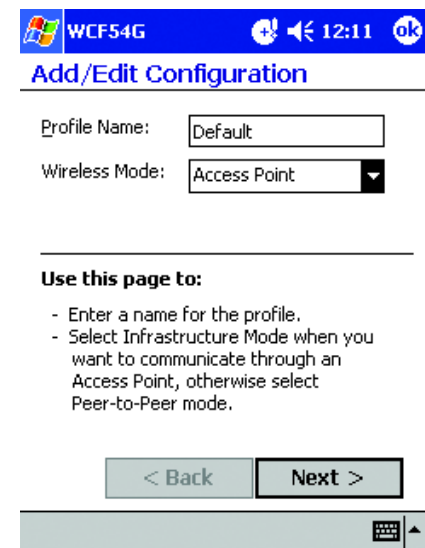 WCF54G 12:11 ok
Add/Edit Configuration
Profile Name: Default
Wireless Mode: Access Point
Use this page to:
- Enter a name for the profile.
- Select Infrastructure Mode when you
want to communicate through an
Access Point, otherwise select
Peer-to-Peer mode.
< Back Next >